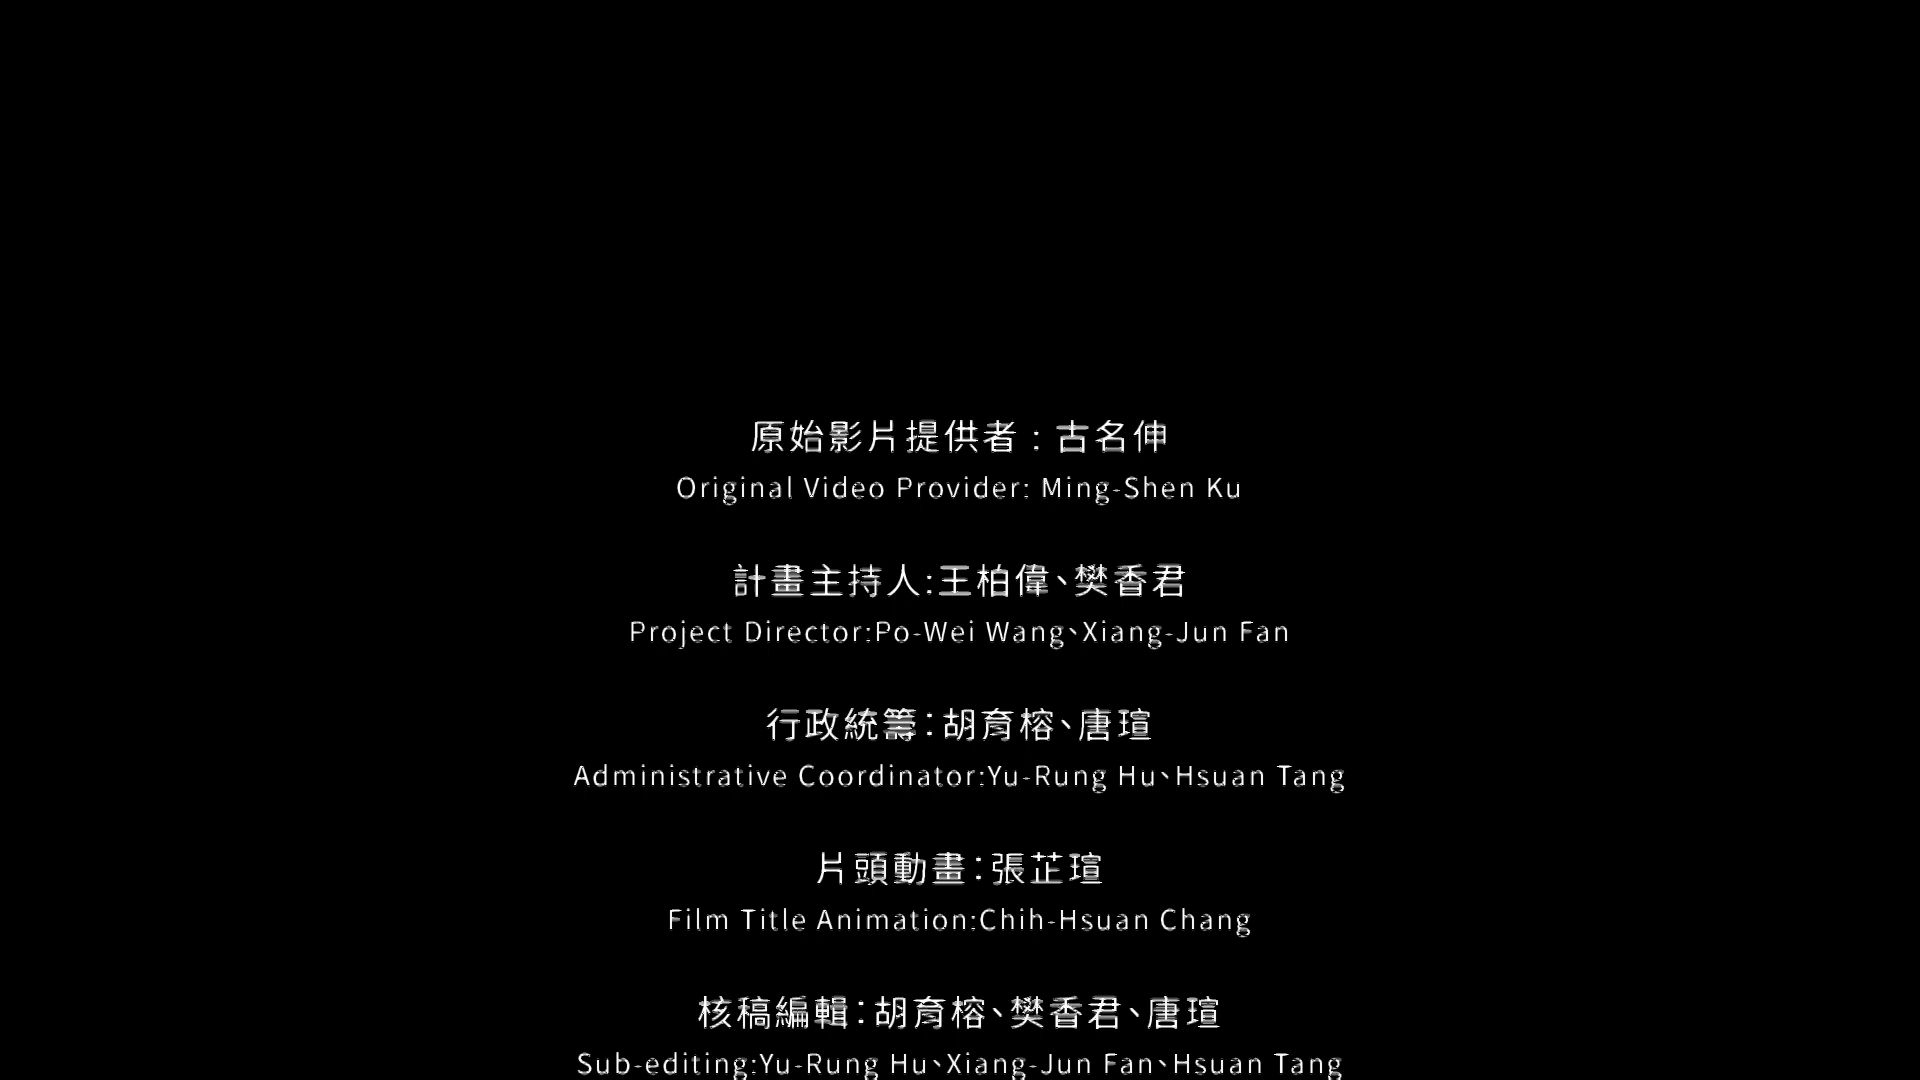 原始影片提供者：古名伸
Original Video Provider: Ming-Shen Ku
計畫主持人:王柏偉、樊香君
Project Director:Po-Wei Wang、Xiang-Jun Fan
行政統籌：胡育榕、唐瑄
Administrative Coordinator:Yu-Rung Hu、Hsuan Tang
片頭動畫：張芷瑄
Film Title Animation:Chih-Hsuan Chang
核稿編輯：胡育榕、樊香君、唐瑄
Sub-editing:Yu-Rung Hu、Xiang-Jun Fan、Hsuan Tang